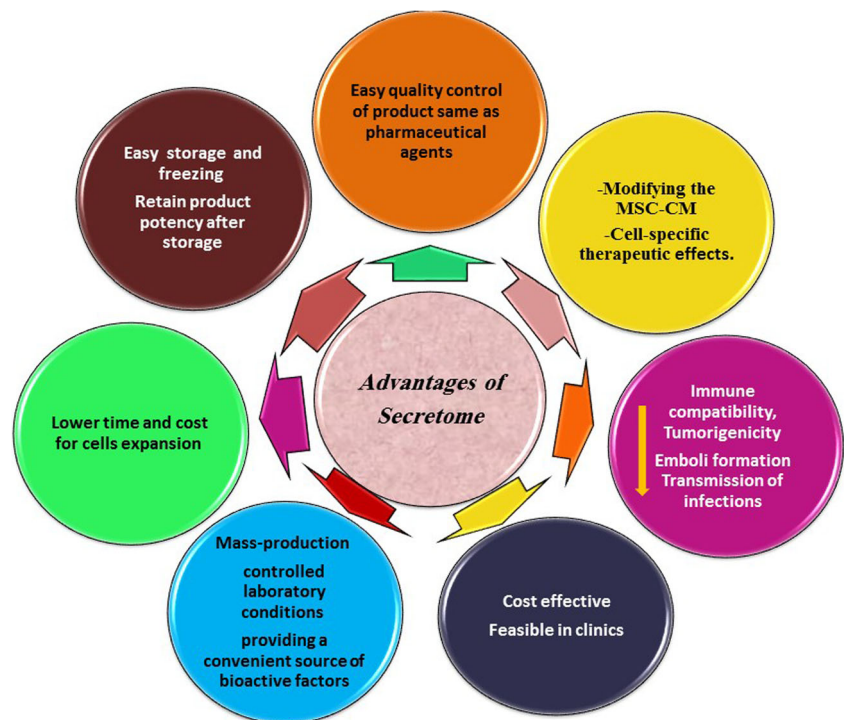 Easy quality control
of product same as
pharmaceutical
agents
-Modifying the
MSC-CM
-Cell-specific
therapeutic effects.
Immune
compatibility,
Tumorigenicity
Emboli formation
Transmission of
infections
Cost effective
Feasible in clinics
Mass-production
controlled
laboratory
conditions
providing a
convenient source of
bioactive factors
Lower time and cost
for cells expansion
Easy storage and
freezing
Retain product
potency after
storage
Advantages of
Secretome